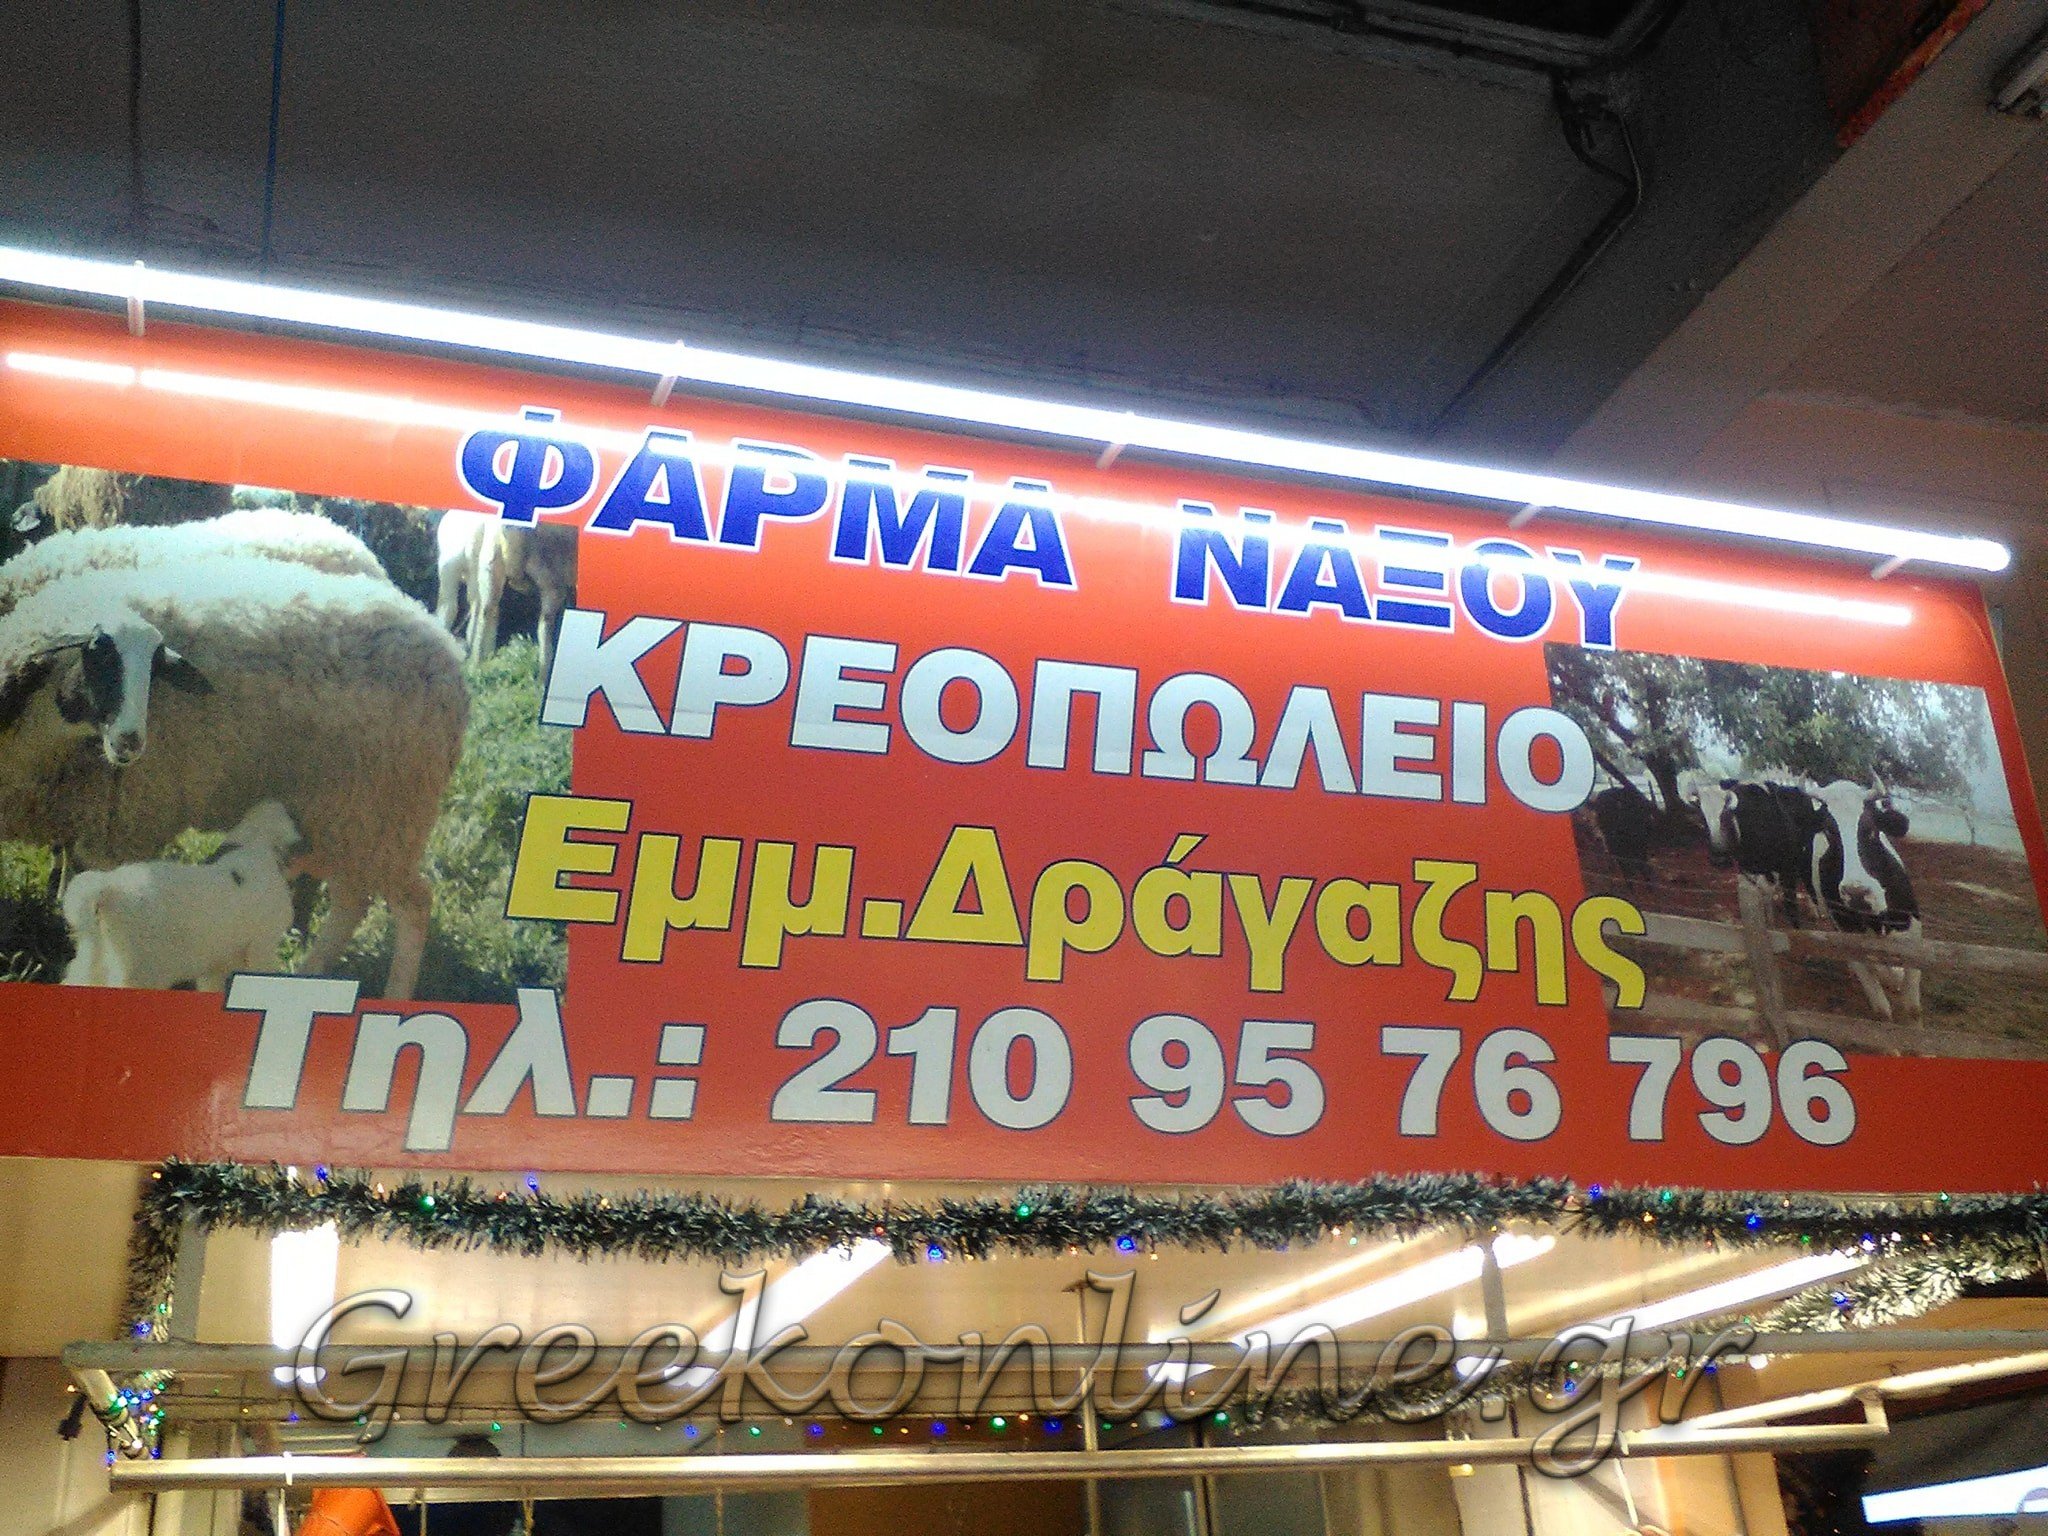 ΦΑΡΜΑ ΝΑΞΟΥ
ΚΡΕΟΠΩΛΕΙΟ
Εμμ.Δράγαζης
Τηλ.: 210 95 76 796
Greekonline.gr